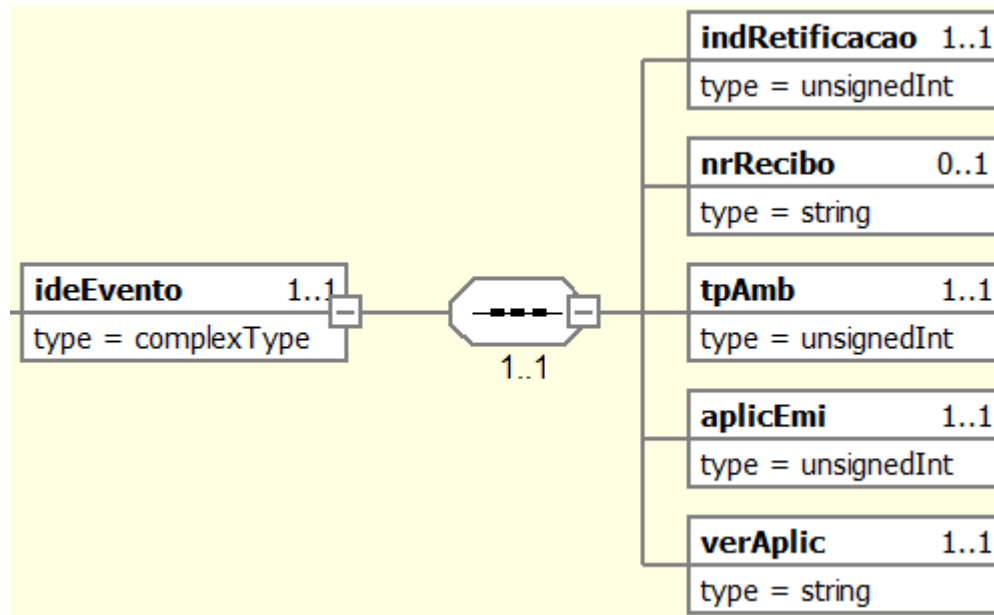 indRetificacao 1..1
type = unsignedInt
nrRecibo 0..1
type = string
ideEvento 1..1
type = complexType
1..1
tpAmb 1..1
type = unsignedInt
aplicEmi 1..1
type = unsignedInt
verAplic 1..1
type = string